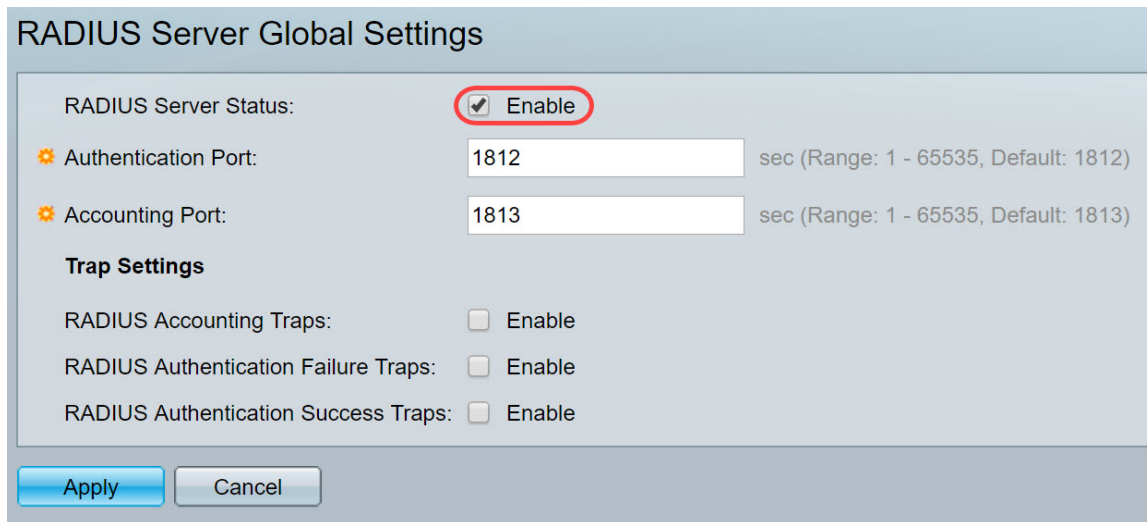 RADIUS Server Global Settings
RADIUS Server Status: Enable
Authentication Port: 1812 sec (Range: 1 - 65535, Default: 1812)
Accounting Port: 1813 sec (Range: 1 - 65535, Default: 1813)
Trap Settings
RADIUS Accounting Traps: Enable
RADIUS Authentication Failure Traps: Enable
RADIUS Authentication Success Traps: Enable
Apply Cancel